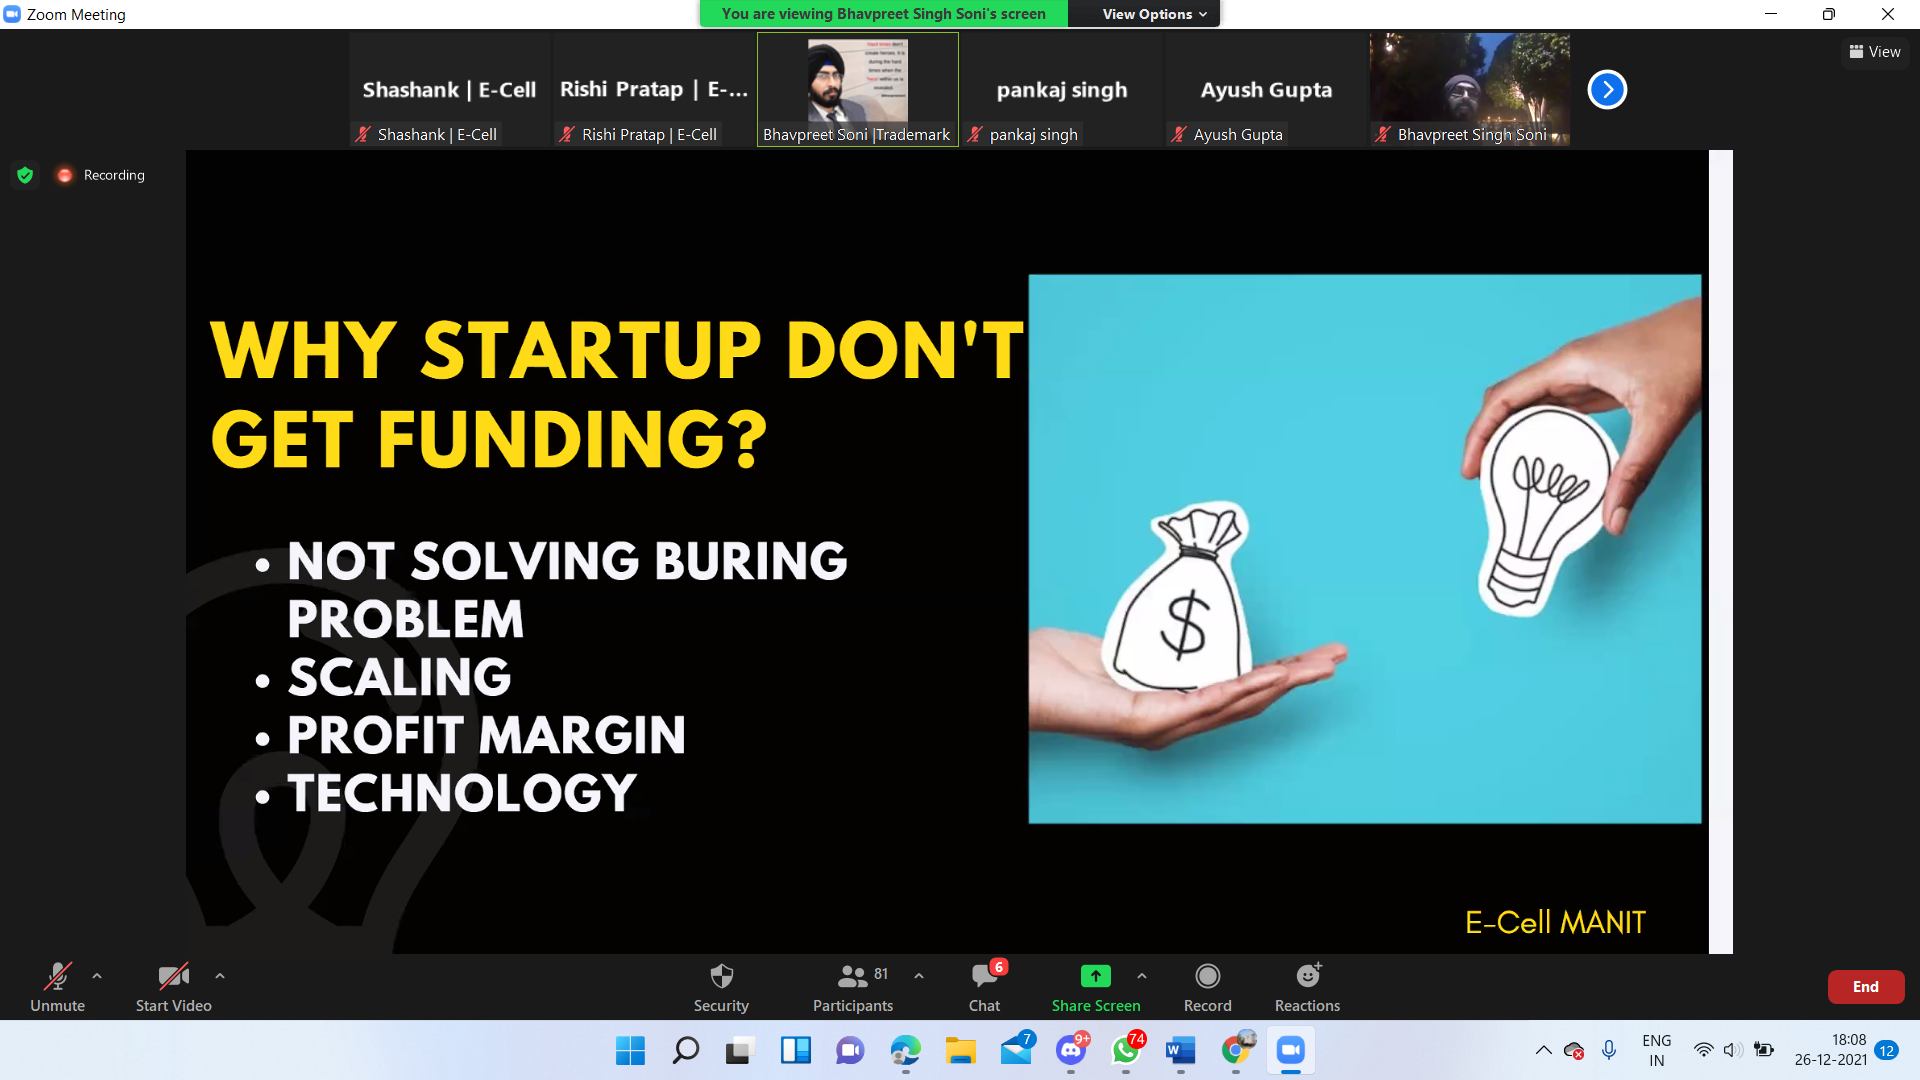 Zoom Meeting
You are viewing Bhavpreet Singh Soni's screen
View Options
View
Shashank | E-Cell
Rishi Pratap | E-...
pankaj singh
Ayush Gupta
Shashank | E-Cell
Rishi Pratap | E-Cell
Bhavpreet Soni |Trademark
pankaj singh
Ayush Gupta
Bhavpreet Singh Soni
Recording
WHY STARTUP DON'T
GET FUNDING?
• NOT SOLVING BURING
PROBLEM
• SCALING
• PROFIT MARGIN
• TECHNOLOGY
$
E-Cell MANIT
Unmute
Start Video
Security
Participants
81
Chat
6
Share Screen
Record
Reactions
End
7
9+
74
W
ENG
IN
18:08
26-12-2021
12